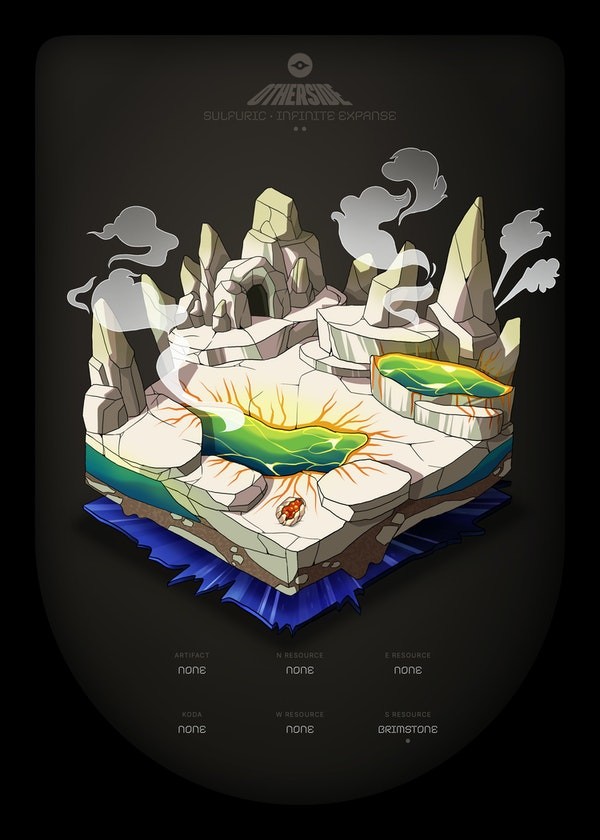 OTHERSIDE
SULFURIC · INFINITE EXPANSE
ARTIFACT N RESOURCE E RESOURCE
NONE NONE NONE
KODA W RESOURCE S RESOURCE
NONE NONE BRIMSTONE